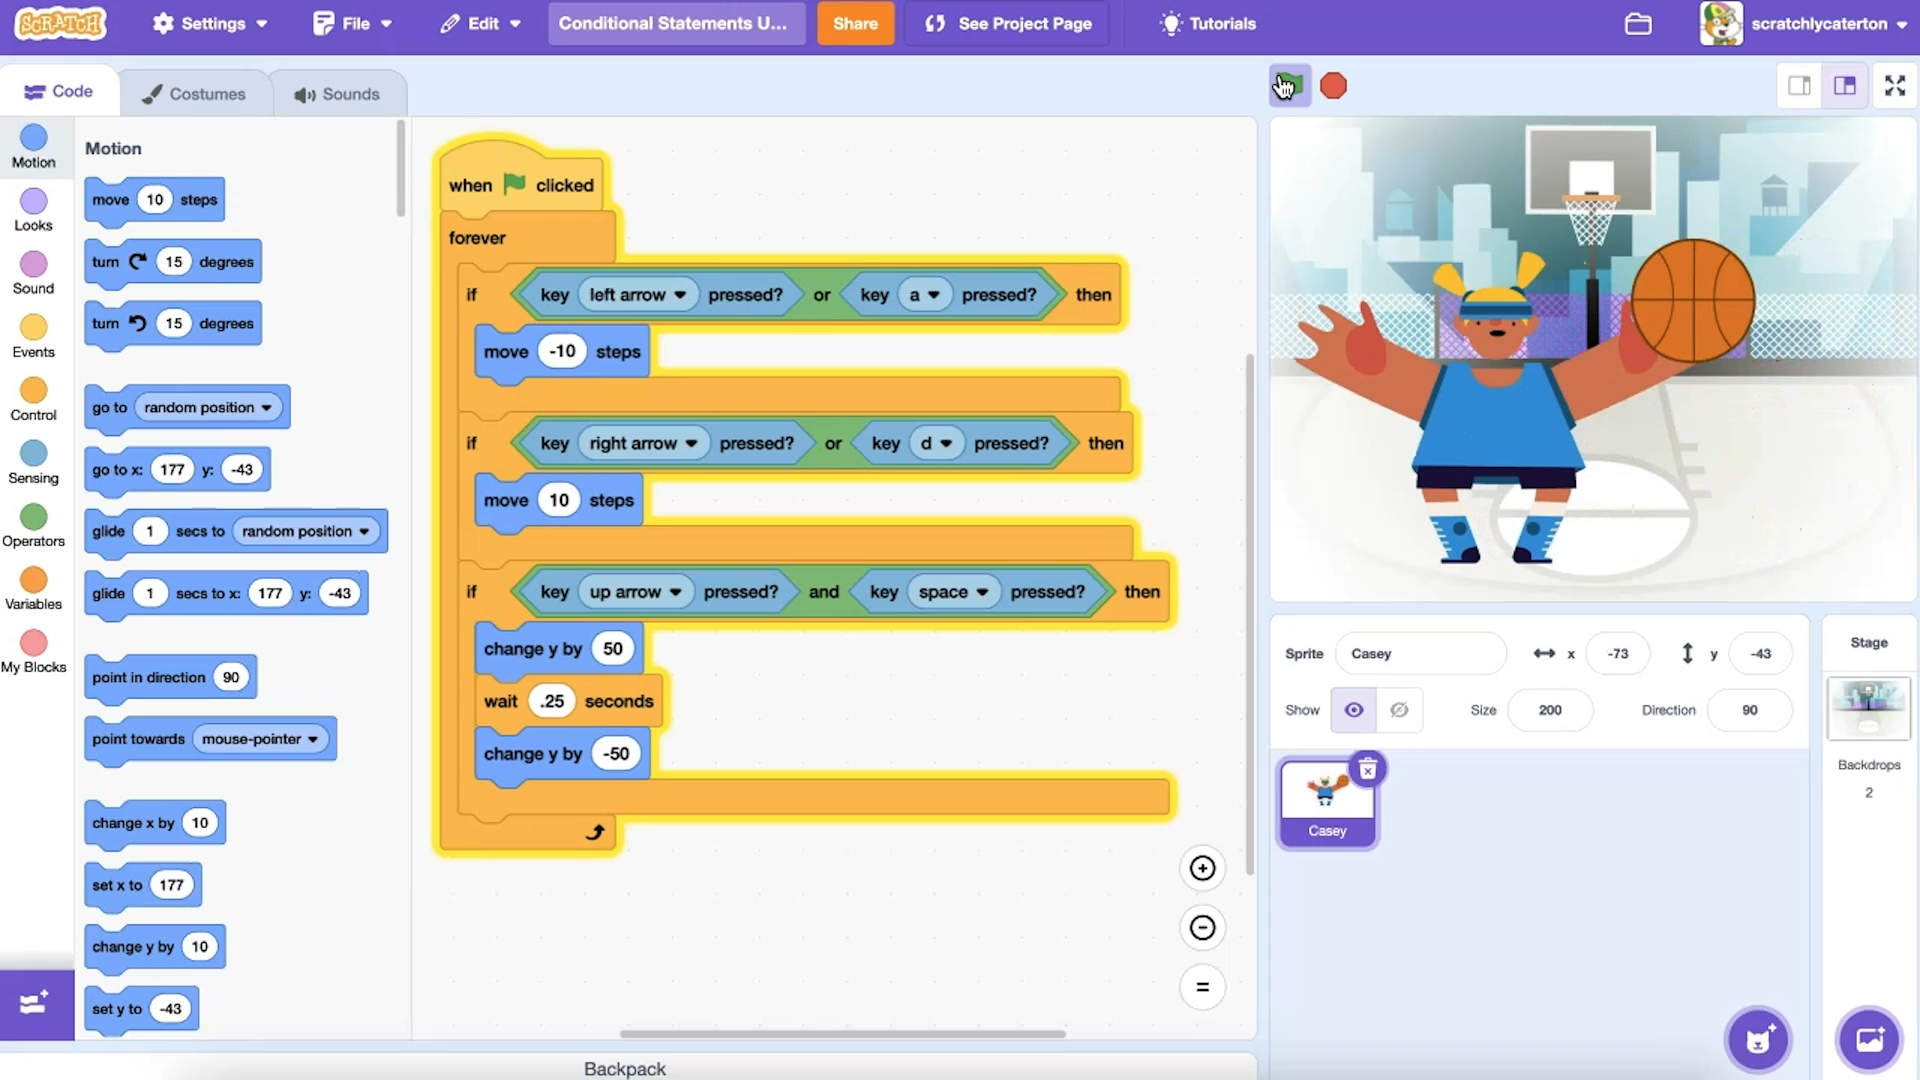 SCRATCH Settings File Edit Conditional Statements U... Share See Project Page Tutorials scratchlycaterton
Code Costumes Sounds
Motion
Looks
Sound
Events
Control
Sensing
Operators
Variables
My Blocks
Motion
move 10 steps
turn 15 degrees
turn 15 degrees
go to random position
go to x: 177 y: -43
glide 1 secs to random position
glide 1 secs to x: 177 y: -43
point in direction 90
point towards mouse-pointer
change x by 10
set x to 177
change y by 10
set y to -43
when clicked
forever
if key left arrow pressed? or key a pressed? then
move -10 steps
if key right arrow pressed? or key d pressed? then
move 10 steps
if key up arrow pressed? and key space pressed? then
change y by 50
wait .25 seconds
change y by -50
Backpack
Sprite Casey x -73 y -43
Show Size 200 Direction 90
Casey
Stage
Backdrops
2